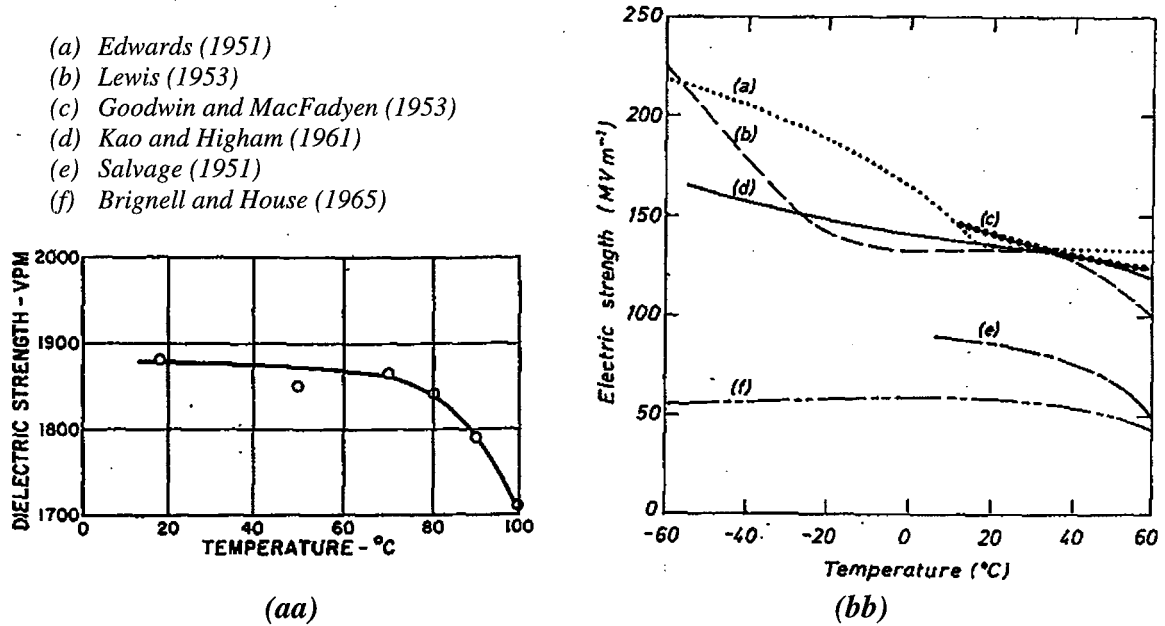 (a) Edwards (1951)
(b) Lewis (1953)
(c) Goodwin and MacFadyen (1953)
(d) Kao and Higham (1961)
(e) Salvage (1951)
(f) Brignell and House (1965)
DIELECTRIC STRENGTH - VPM
2000
1900
1800
1700
0 20 40 60 80 100
TEMPERATURE - °C
(aa)
Electric strength (MV m⁻¹)
250
200
150
100
50
0
(a)
(b)
(d)
(c)
(e)
(f)
-60 -40 -20 0 20 40 60
Temperature (°C)
(bb)